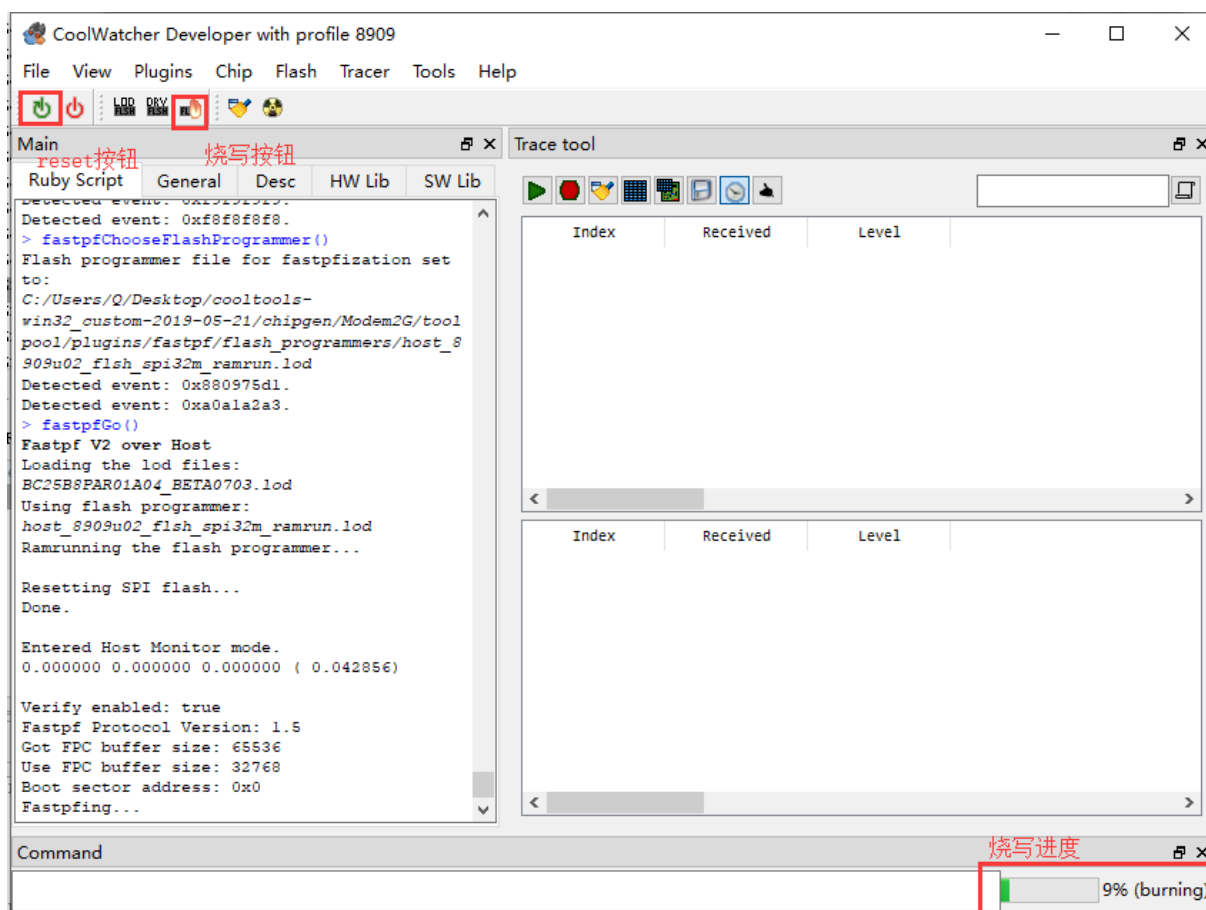 CoolWatcher Developer with profile 8909
File View Plugins Chip Flash Tracer Tools Help
LOD FLSH DRV FLSH FL
Main
Trace tool
reset按钮
烧写按钮
Ruby Script General Desc HW Lib SW Lib
Detected event: 0xf8f8f8f8.
> fastpfChooseFlashProgrammer()
Flash programmer file for fastpfization set
to:
C:/Users/Q/Desktop/cooltools-
win32_custom-2019-05-21/chipgen/Modem2G/tool
pool/plugins/fastpf/flash_programmers/host_8
909u02_flsh_spi32m_ramrun.lod
Detected event: 0x880975d1.
Detected event: 0xa0a1a2a3.
> fastpfGo()
Fastpf V2 over Host
Loading the lod files:
BC25B8PAR01A04_BETA0703.lod
Using flash programmer:
host_8909u02_flsh_spi32m_ramrun.lod
Ramrunning the flash programmer...
Resetting SPI flash...
Done.
Entered Host Monitor mode.
0.000000 0.000000 0.000000 ( 0.042856)
Verify enabled: true
Fastpf Protocol Version: 1.5
Got FPC buffer size: 65536
Use FPC buffer size: 32768
Boot sector address: 0x0
Fastpfing...
Index Received Level
Index Received Level
Command
烧写进度
9% (burning)